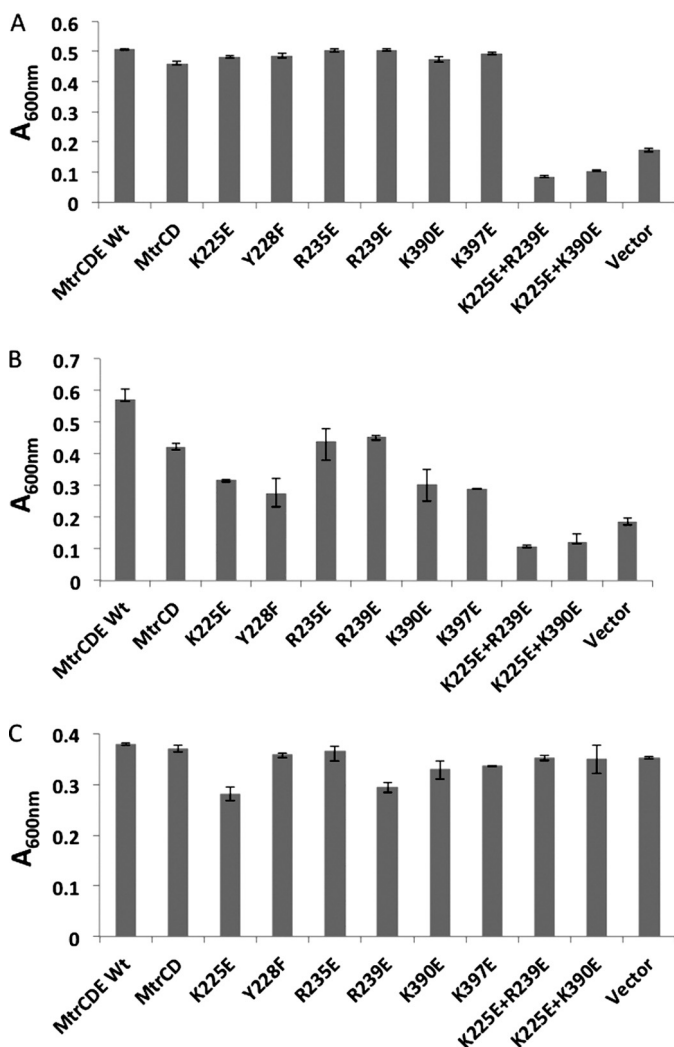 A
A600nm
0.6
0.5
0.4
0.3
0.2
0.1
0
MtrCDE Wt
MtrCD
K225E
Y228F
R235E
R239E
K390E
K397E
K225E+R239E
K225E+K390E
Vector
B
A600nm
0.7
0.6
0.5
0.4
0.3
0.2
0.1
0
MtrCDE Wt
MtrCD
K225E
Y228F
R235E
R239E
K390E
K397E
K225E+R239E
K225E+K390E
Vector
C
A600nm
0.4
0.3
0.2
0.1
0
MtrCDE Wt
MtrCD
K225E
Y228F
R235E
R239E
K390E
K397E
K225E+R239E
K225E+K390E
Vector